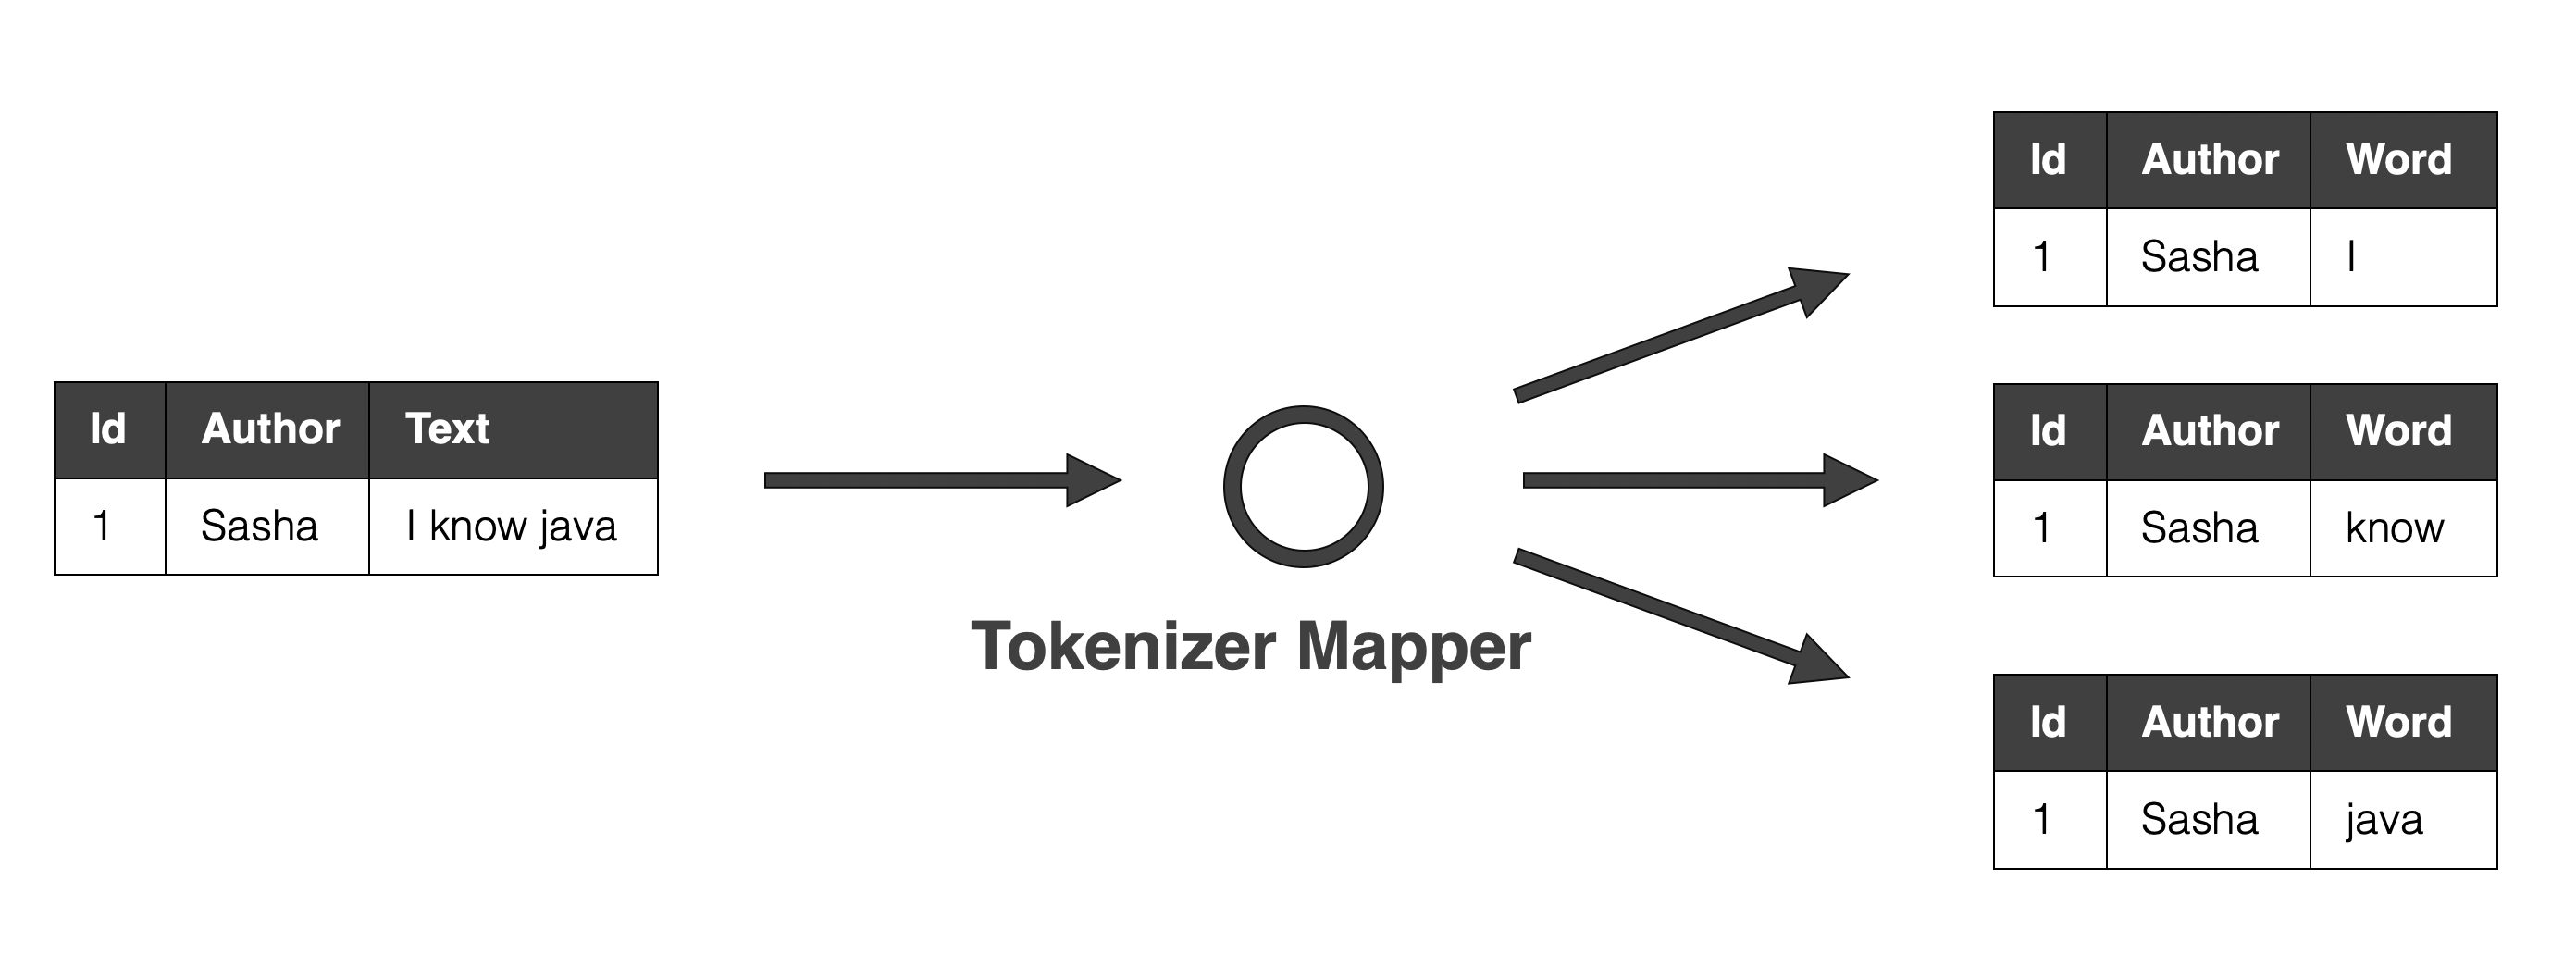 Id Author Text
1 Sasha I know java
Tokenizer Mapper
Id Author Word
1 Sasha I
Id Author Word
1 Sasha know
Id Author Word
1 Sasha java